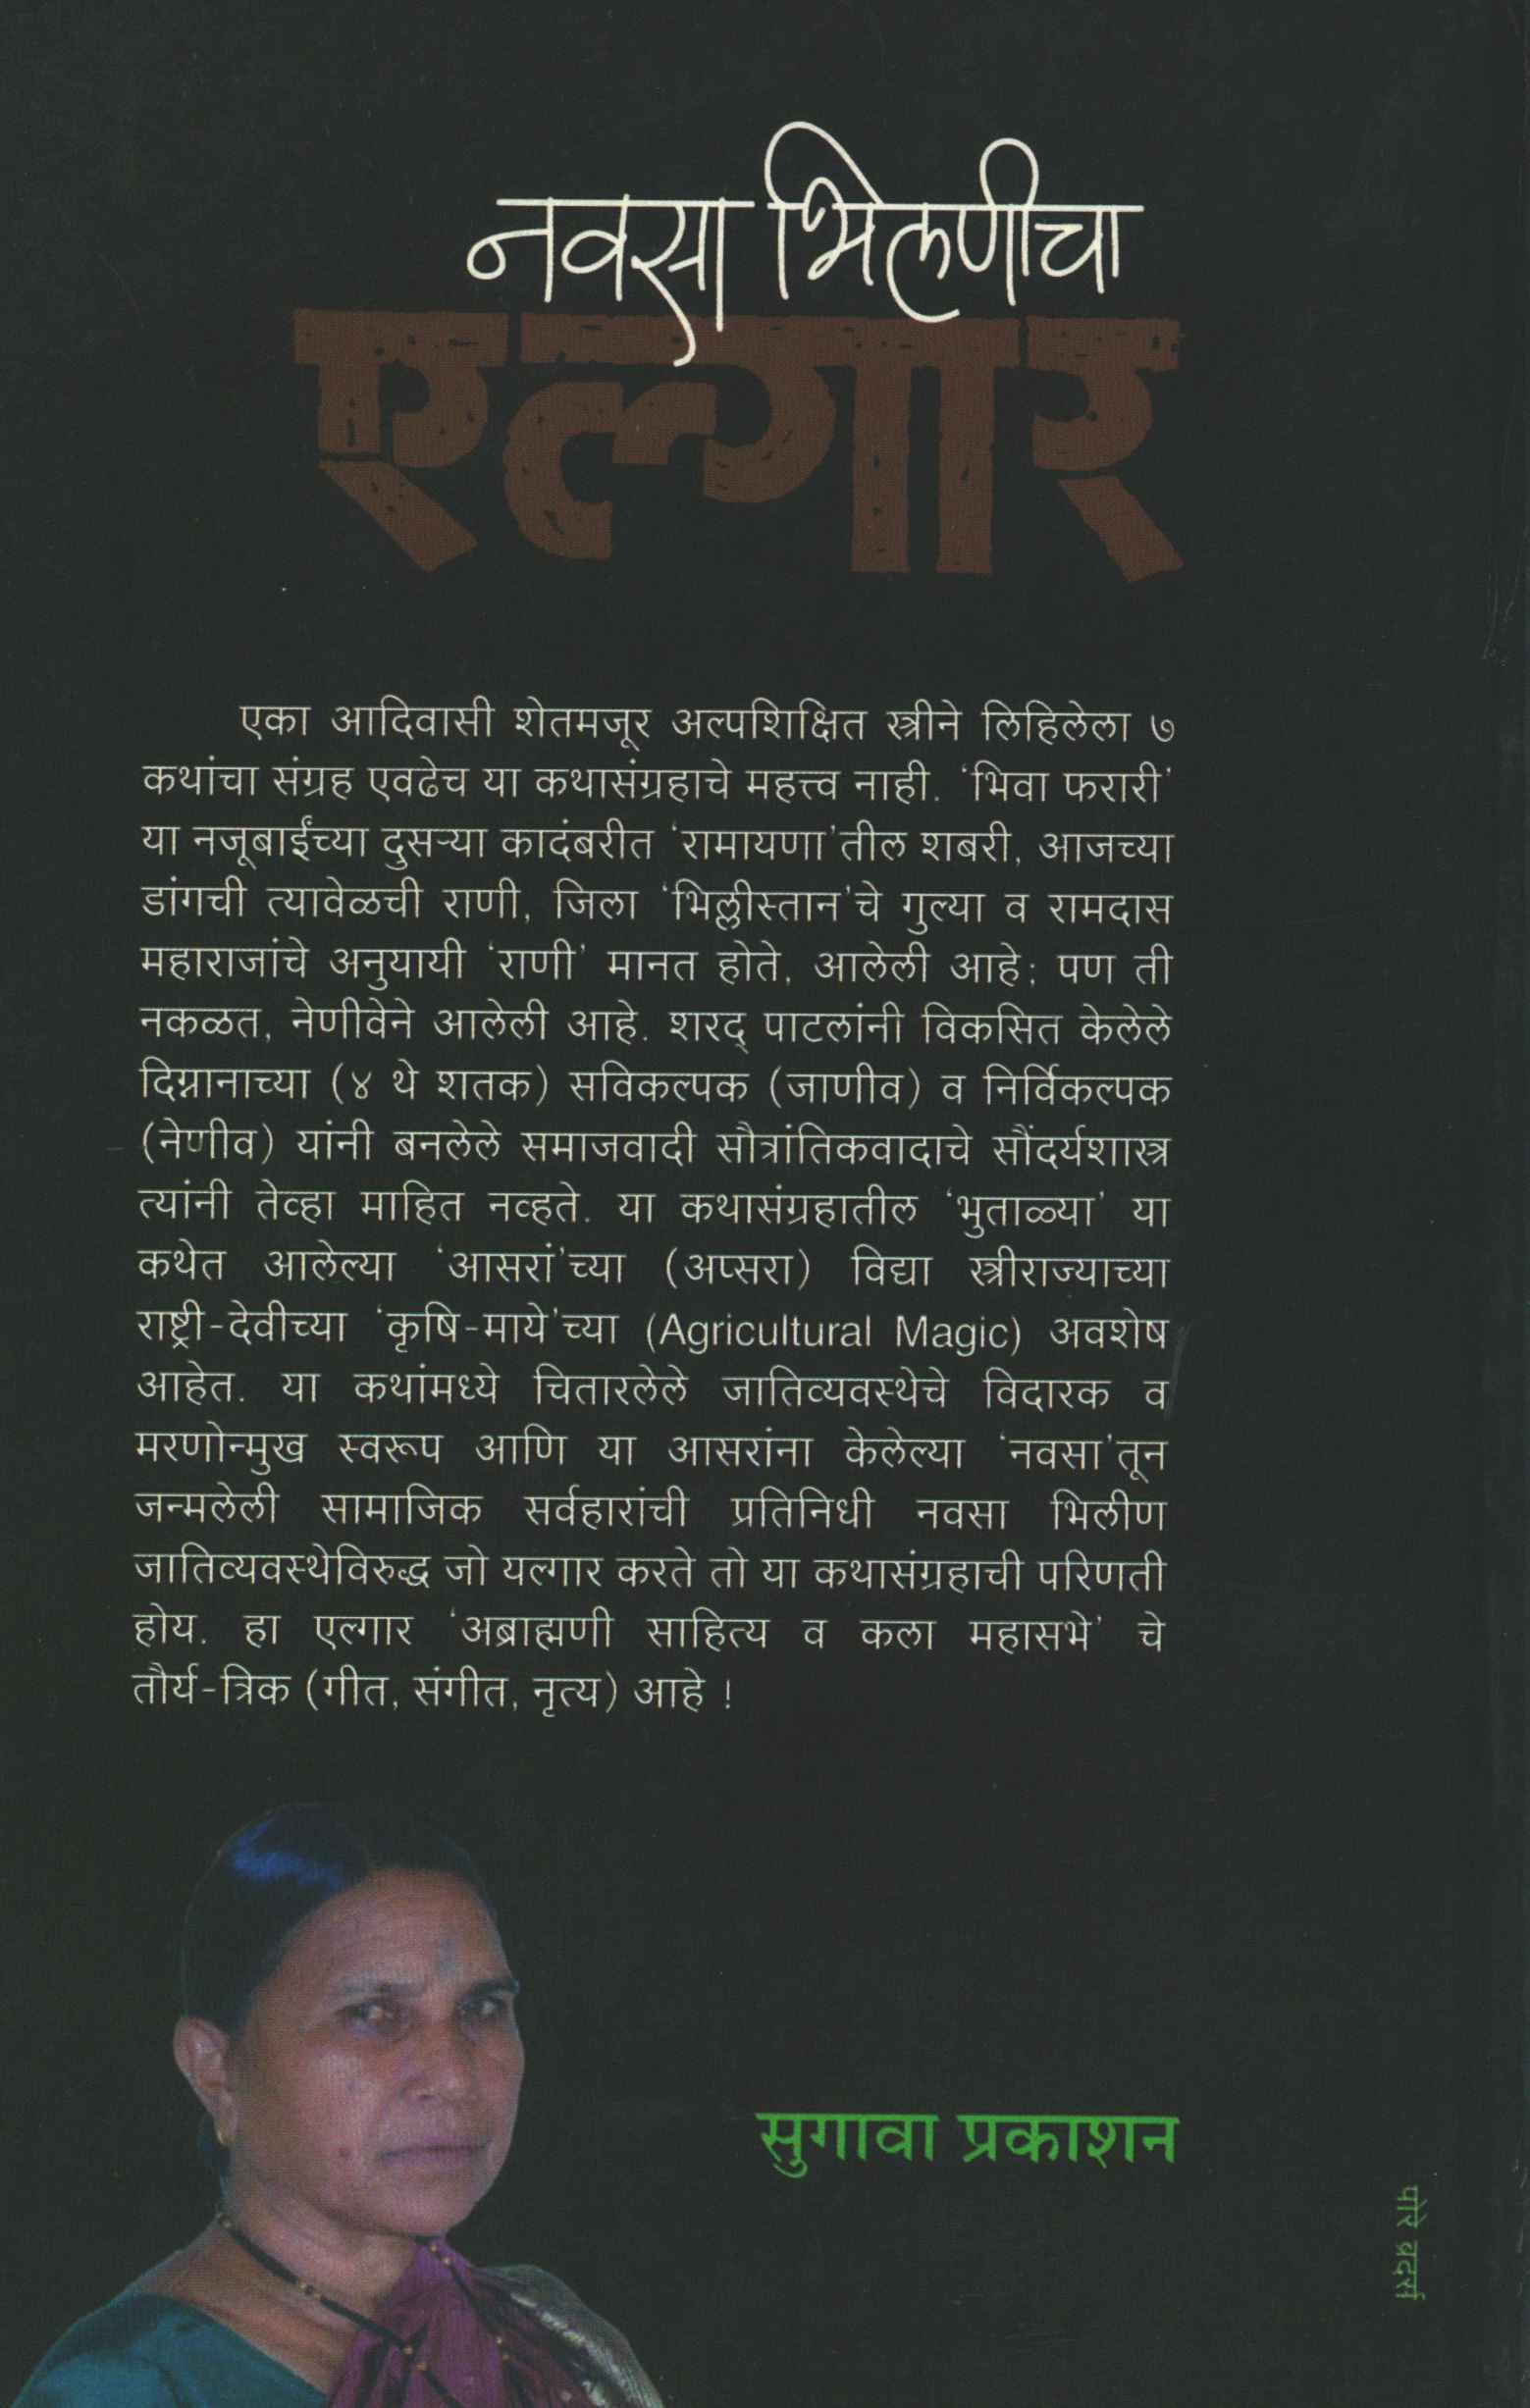 नवसा भिलणीचा
एल्गार
एका आदिवासी शेतमजूर अल्पशिक्षित स्त्रीने लिहिलेला ७
कथांचा संग्रह एवढेच या कथासंग्रहाचे महत्त्व नाही. 'भिवा फरारी'
या नजूबाईंच्या दुसऱ्या कादंबरीत 'रामायणा'तील शबरी, आजच्या
डांगची त्यावेळची राणी, जिला 'भिल्लीस्तान'चे गुल्या व रामदास
महाराजांचे अनुयायी 'राणी' मानत होते, आलेली आहे; पण ती
नकळत, नेणीवेने आलेली आहे. शरद् पाटलांनी विकसित केलेले
दिग्नानाच्या (४ थे शतक) सविकल्पक (जाणीव) व निर्विकल्पक
(नेणीव) यांनी बनलेले समाजवादी सौत्रांतिकवादाचे सौंदर्यशास्त्र
त्यांनी तेव्हा माहित नव्हते. या कथासंग्रहातील 'भुताळ्या' या
कथेत आलेल्या 'आसरां'च्या (अप्सरा) विद्या स्त्रीराज्याच्या
राष्ट्री-देवीच्या 'कृषि-माये'च्या (Agricultural Magic) अवशेष
आहेत. या कथांमध्ये चितारलेले जातिव्यवस्थेचे विदारक व
मरणोन्मुख स्वरूप आणि या आसरांना केलेल्या 'नवसा'तून
जन्मलेली सामाजिक सर्वहारांची प्रतिनिधी नवसा भिलीण
जातिव्यवस्थेविरुद्ध जो यल्गार करते तो या कथासंग्रहाची परिणती
होय. हा एल्गार 'अब्राह्मणी साहित्य व कला महासभे' चे
तौर्य-त्रिक (गीत, संगीत, नृत्य) आहे !
सुगावा प्रकाशन
पोरे ब्रदर्स